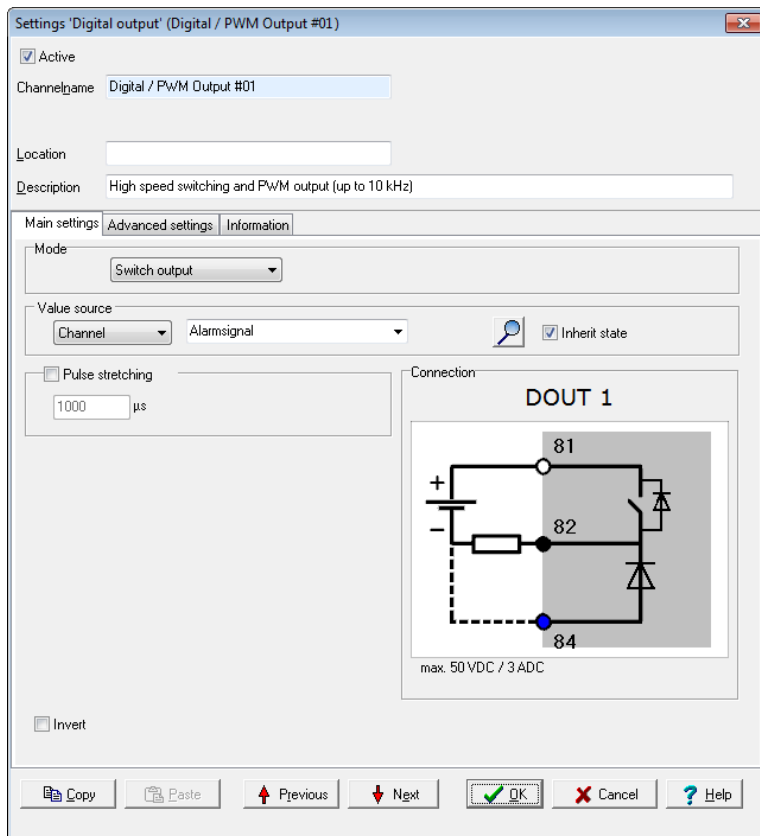 Settings 'Digital output' (Digital / PWM Output #01)
Active
Channelname Digital / PWM Output #01
Location
Description High speed switching and PWM output (up to 10 kHz)
Main settings Advanced settings Information
Mode
Switch output
Value source
Channel Alarmsignal Inherit state
Pulse stretching
1000 µs
Connection
DOUT 1
81
+
−
82
84
max. 50 VDC / 3 ADC
Invert
Copy Paste Previous Next OK Cancel ? Help